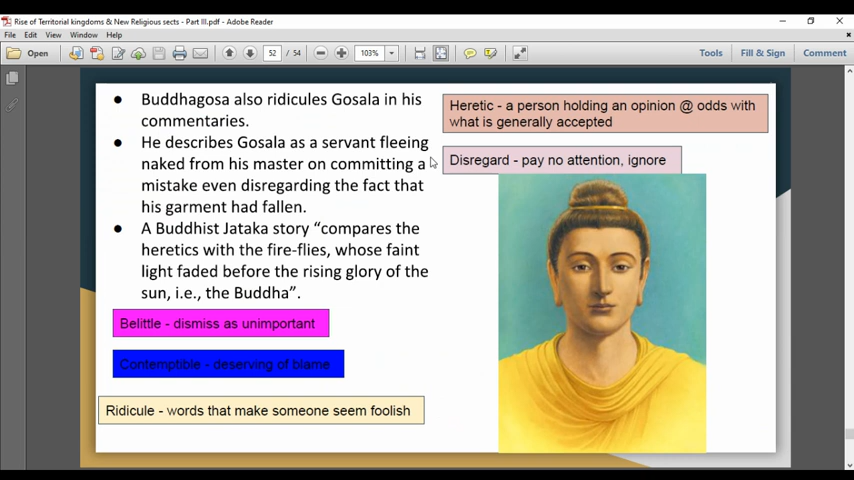 Rise of Territorial kingdoms & New Religious sects - Part III.pdf - Adobe Reader
File Edit View Window Help
Open
52 / 54
103%
Tools
Fill & Sign
Comment
● Buddhagosa also ridicules Gosala in his
commentaries.
● He describes Gosala as a servant fleeing
naked from his master on committing a
mistake even disregarding the fact that
his garment had fallen.
● A Buddhist Jataka story “compares the
heretics with the fire-flies, whose faint
light faded before the rising glory of the
sun, i.e., the Buddha”.
Belittle - dismiss as unimportant
Contemptible - deserving of blame
Ridicule - words that make someone seem foolish
Heretic - a person holding an opinion @ odds with
what is generally accepted
Disregard - pay no attention, ignore